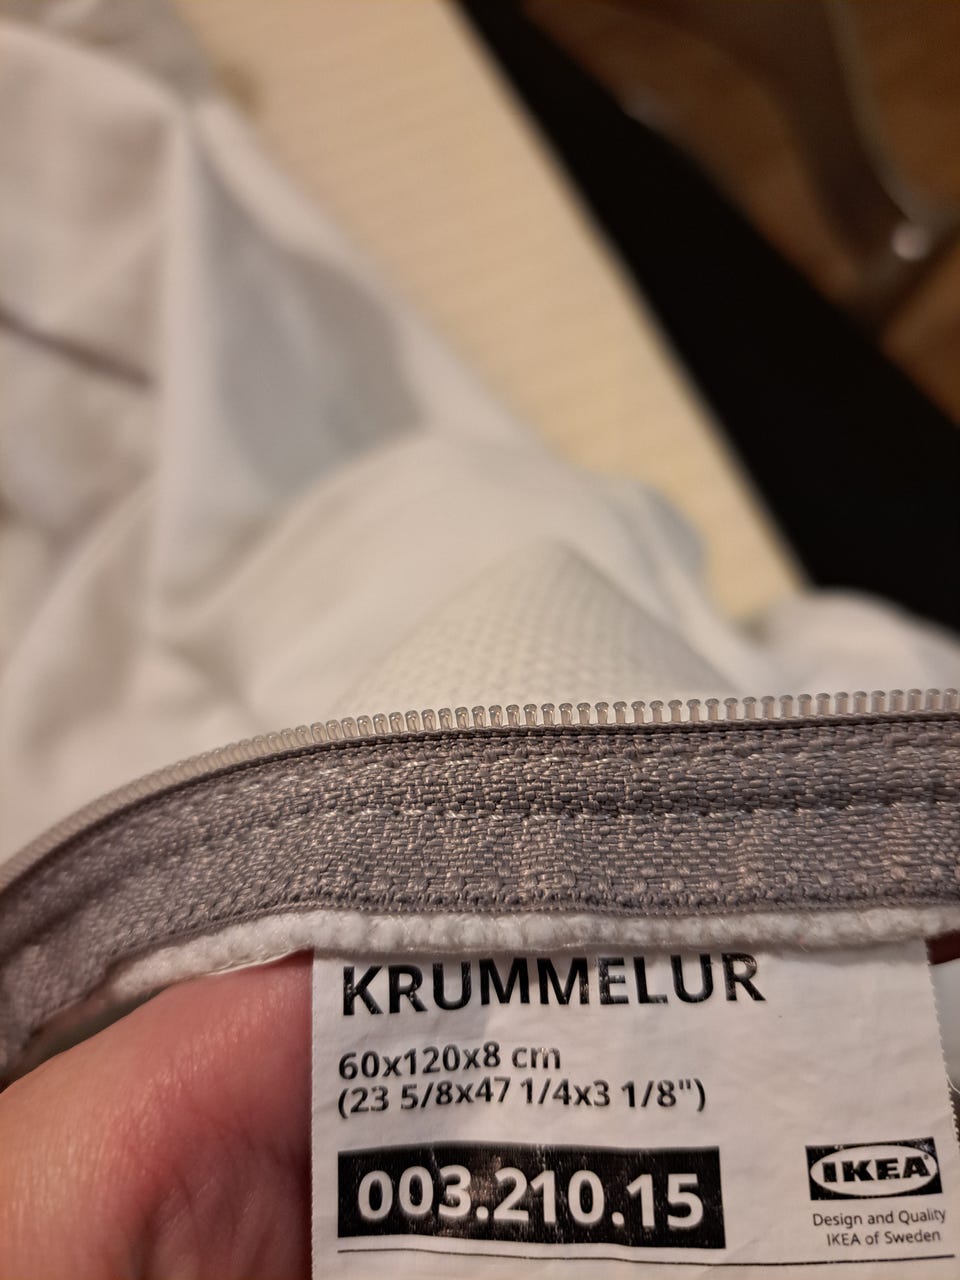 KRUMMELUR
60x120x8 cm
(23 5/8x47 1/4x3 1/8")
003.210.15
IKEA®
Design and Quality
IKEA of Sweden